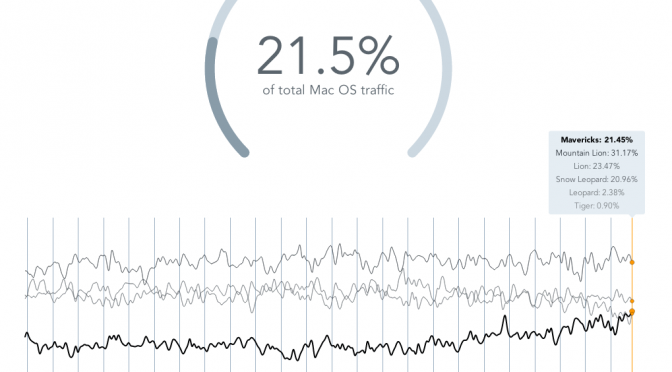 21.5%
of total Mac OS traffic
Mavericks: 21.45%
Mountain Lion: 31.17%
Lion: 23.47%
Snow Leopard: 20.96%
Leopard: 2.38%
Tiger: 0.90%